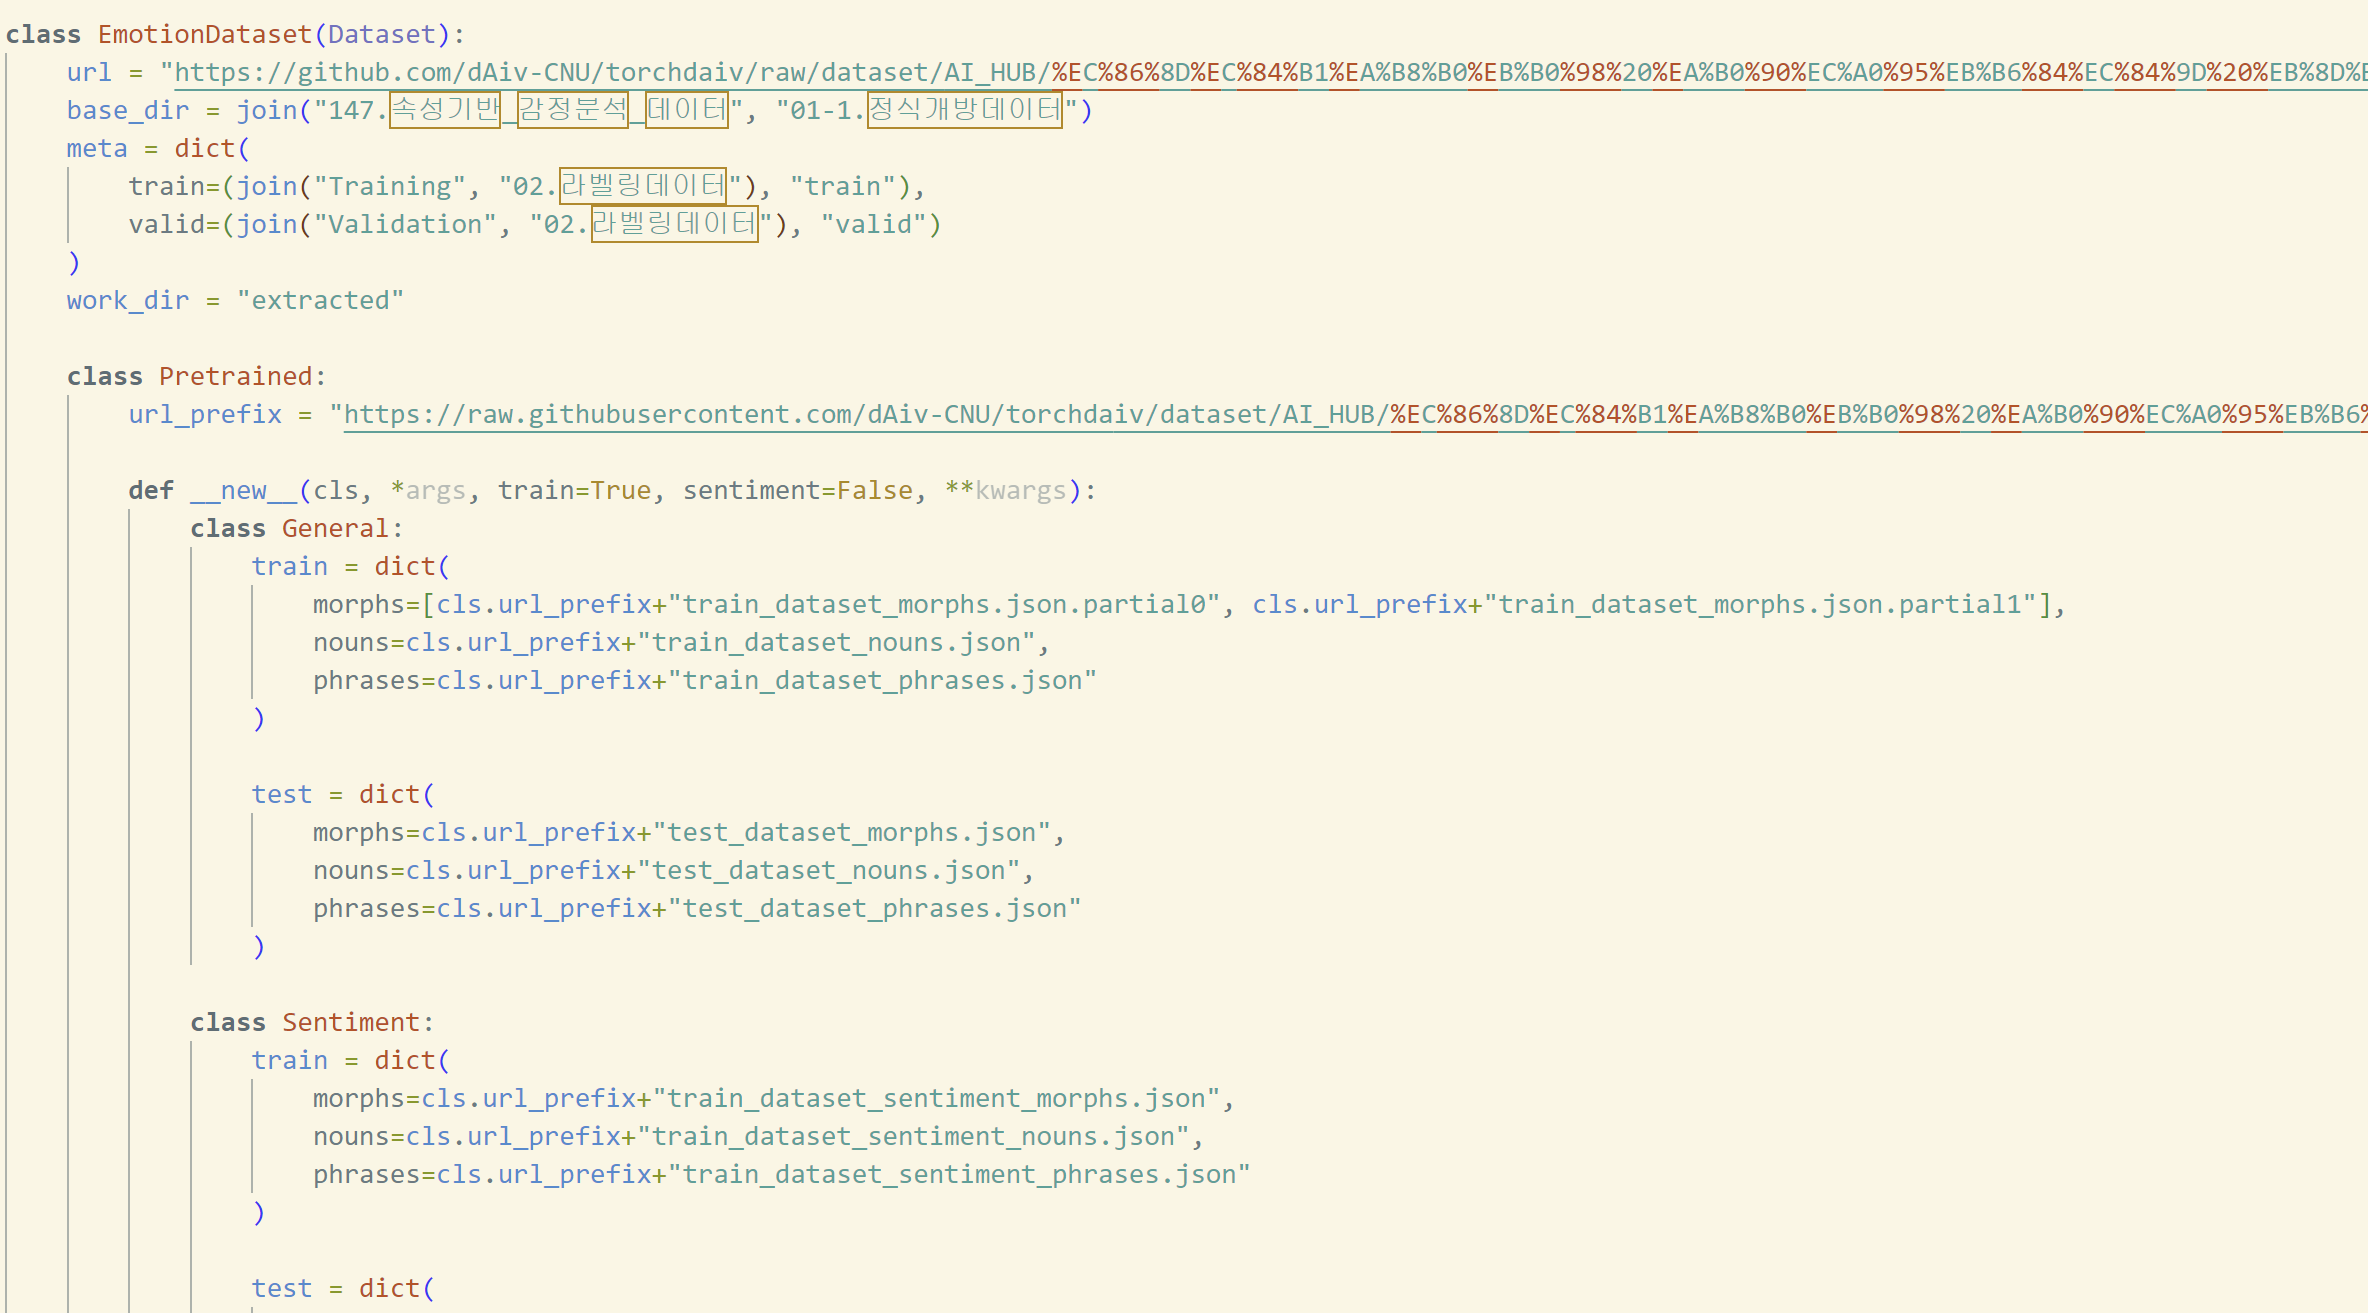 class EmotionDataset(Dataset):
    url = "https://github.com/dAiv-CNU/torchdaiv/raw/dataset/AI_HUB/%EC%86%8D%EC%84%B1%EA%B8%B0%EB%B0%98%20%EA%B0%90%EC%A0%95%EB%B6%84%EC%84%9D%20%EB%8D%E
    base_dir = join("147.속성기반_감정분석_데이터", "01-1.정식개방데이터")
    meta = dict(
        train=(join("Training", "02.라벨링데이터"), "train"),
        valid=(join("Validation", "02.라벨링데이터"), "valid")
    )
    work_dir = "extracted"
    class Pretrained:
        url_prefix = "https://raw.githubusercontent.com/dAiv-CNU/torchdaiv/dataset/AI_HUB/%EC%86%8D%EC%84%B1%EA%B8%B0%EB%B0%98%20%EA%B0%90%EC%A0%95%EB%B6%
        def __new__(cls, *args, train=True, sentiment=False, **kwargs):
            class General:
                train = dict(
                    morphs=[cls.url_prefix+"train_dataset_morphs.json.partial0", cls.url_prefix+"train_dataset_morphs.json.partial1"],
                    nouns=cls.url_prefix+"train_dataset_nouns.json",
                    phrases=cls.url_prefix+"train_dataset_phrases.json"
                )
                test = dict(
                    morphs=cls.url_prefix+"test_dataset_morphs.json",
                    nouns=cls.url_prefix+"test_dataset_nouns.json",
                    phrases=cls.url_prefix+"test_dataset_phrases.json"
                )
            class Sentiment:
                train = dict(
                    morphs=cls.url_prefix+"train_dataset_sentiment_morphs.json",
                    nouns=cls.url_prefix+"train_dataset_sentiment_nouns.json",
                    phrases=cls.url_prefix+"train_dataset_sentiment_phrases.json"
                )
                test = dict(